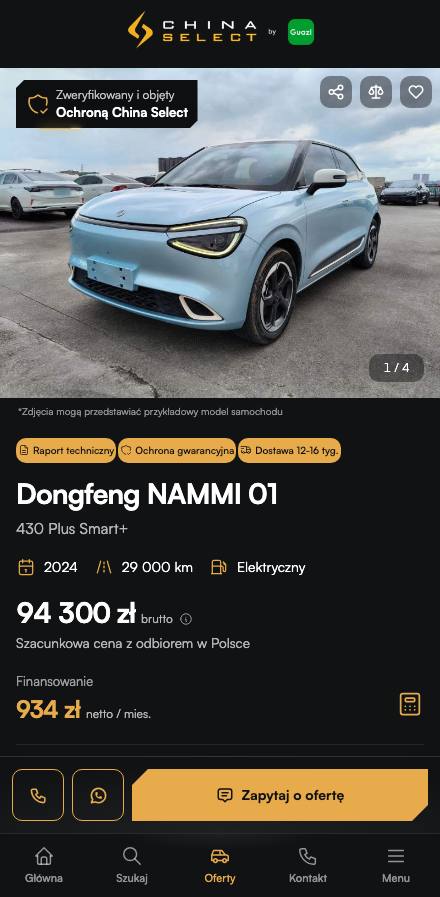 CHINA
SELECT
by
Guazi
Zweryfikowany i objęty
Ochroną China Select
1 / 4
*Zdjęcia mogą przedstawiać przykładowy model samochodu
Raport techniczny
Ochrona gwarancyjna
Dostawa 12-16 tyg.
Dongfeng NAMMI 01
430 Plus Smart+
2024
29 000 km
Elektryczny
94 300 zł brutto
Szacunkowa cena z odbiorem w Polsce
Finansowanie
934 zł netto / mies.
Zapytaj o ofertę
Główna
Szukaj
Oferty
Kontakt
Menu